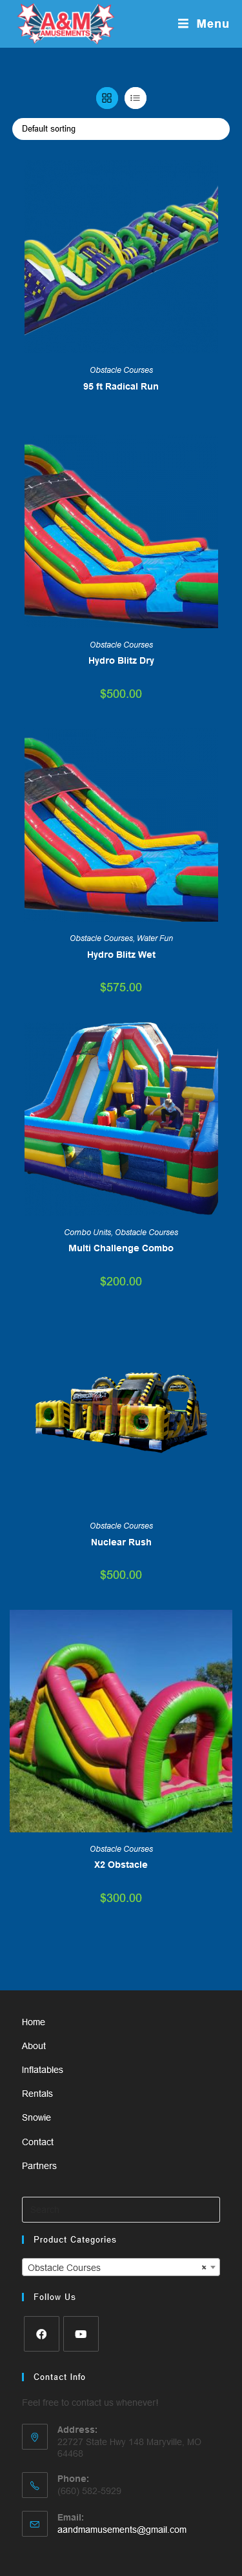 A&M
AMUSEMENTS
Menu
Default sorting
Obstacle Courses
95 ft Radical Run
Obstacle Courses
Hydro Blitz Dry
$500.00
Obstacle Courses, Water Fun
Hydro Blitz Wet
$575.00
Combo Units, Obstacle Courses
Multi Challenge Combo
$200.00
Obstacle Courses
Nuclear Rush
$500.00
Obstacle Courses
X2 Obstacle
$300.00
Home
About
Inflatables
Rentals
Snowie
Contact
Partners
Product Categories
Obstacle Courses ×
Follow Us
Contact Info
Feel free to contact us whenever!
Address:
22727 State Hwy 148 Maryville, MO
64468
Phone:
(660) 582-5929
Email:
aandmamusements@gmail.com